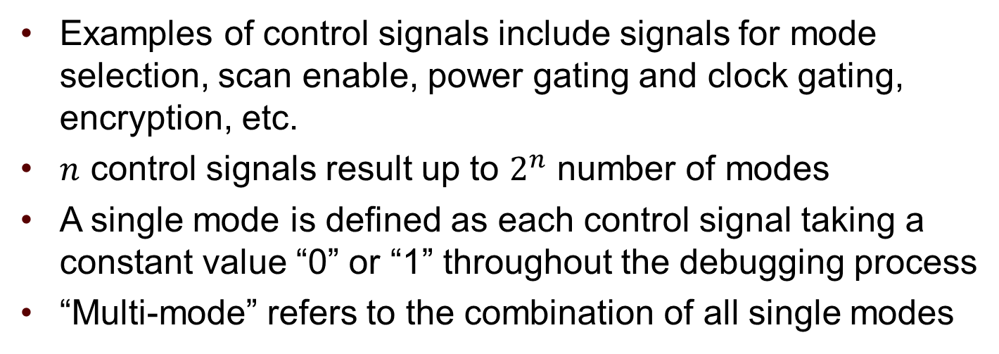 • Examples of control signals include signals for mode
selection, scan enable, power gating and clock gating,
encryption, etc.
• n control signals result up to 2ⁿ number of modes
• A single mode is defined as each control signal taking a
constant value “0” or “1” throughout the debugging process
• “Multi-mode” refers to the combination of all single modes